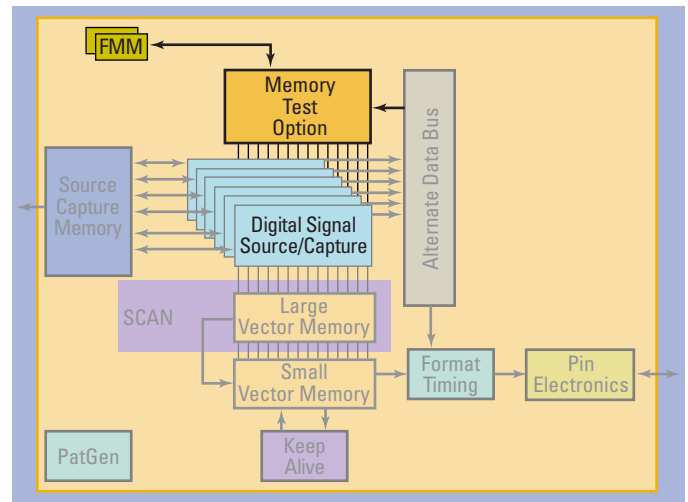 FMM
Memory
Test
Option
Alternate Data Bus
Source
Capture
Memory
Digital Signal
Source/Capture
SCAN
Large
Vector Memory
Small
Vector Memory
Format
Timing
Pin
Electronics
Keep
Alive
PatGen